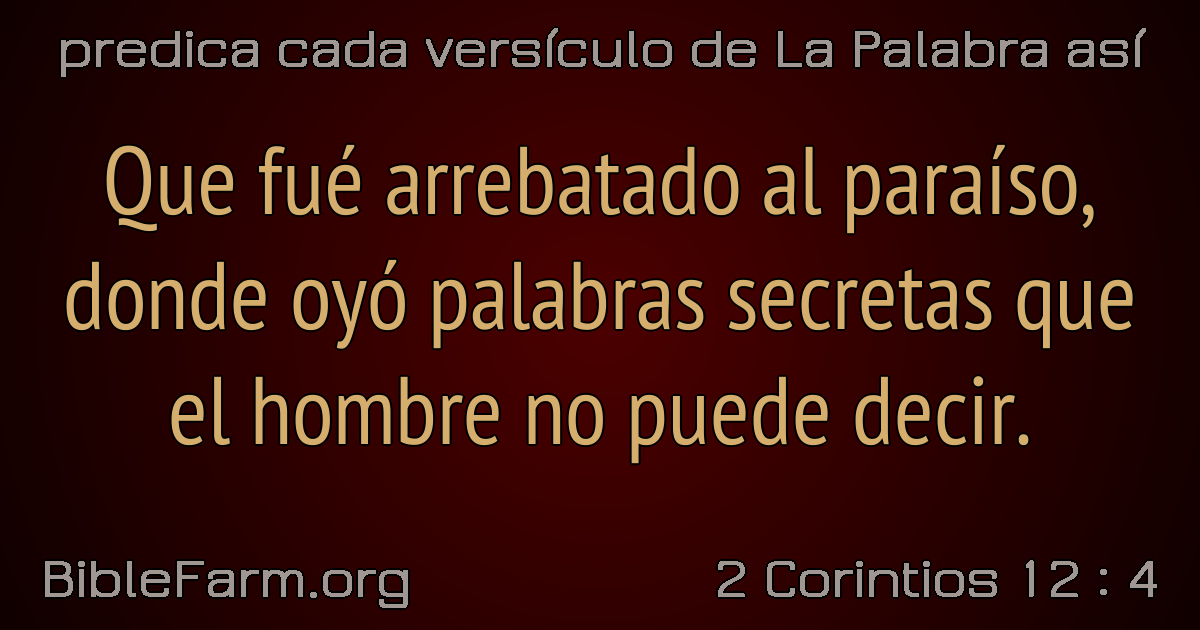 predica cada versículo de La Palabra así
Que fué arrebatado al paraíso,
donde oyó palabras secretas que
el hombre no puede decir.
BibleFarm.org
2 Corintios 12 : 4